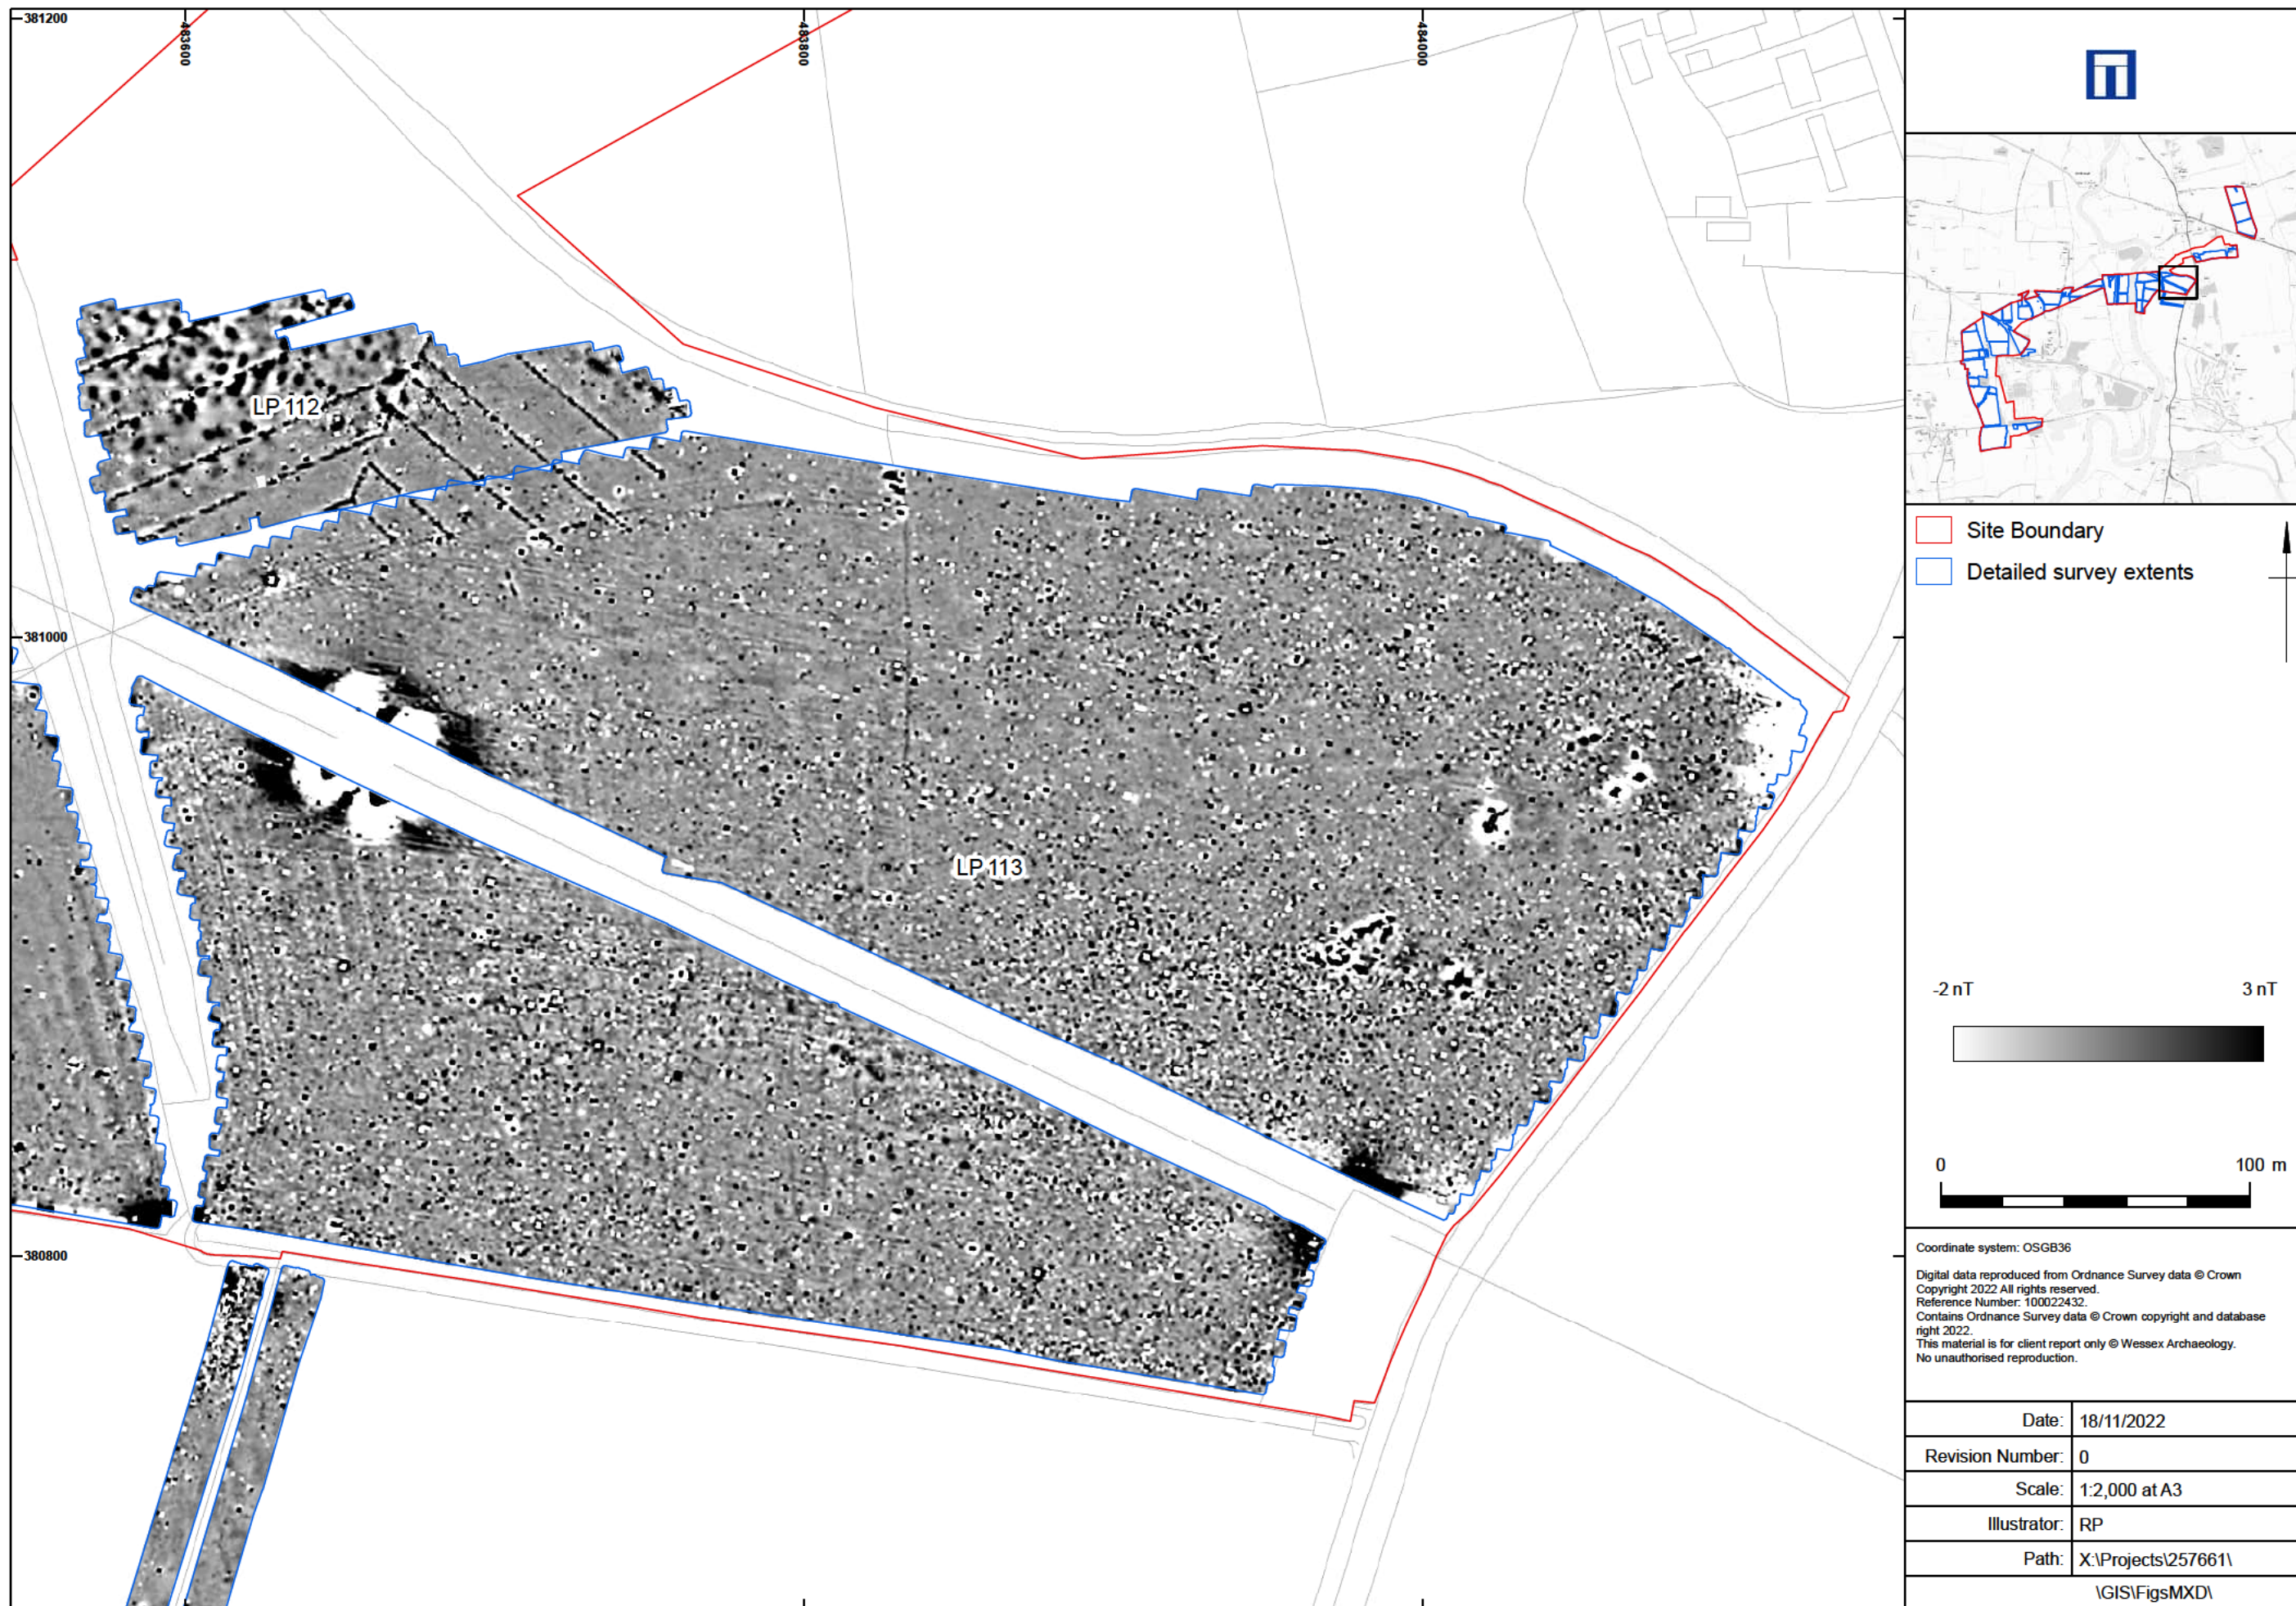 381200
483600
483800
484000
LP 112
381000
LP 113
380800
Site Boundary
Detailed survey extents
-2 nT
3 nT
0
100 m
Coordinate system: OSGB36
Digital data reproduced from Ordnance Survey data © Crown
Copyright 2022 All rights reserved.
Reference Number: 100022432.
Contains Ordnance Survey data © Crown copyright and database
right 2022.
This material is for client report only © Wessex Archaeology.
No unauthorised reproduction.
Date: 18/11/2022
Revision Number: 0
Scale: 1:2,000 at A3
Illustrator: RP
Path: X:\Projects\257661\
\GIS\FigsMXD\